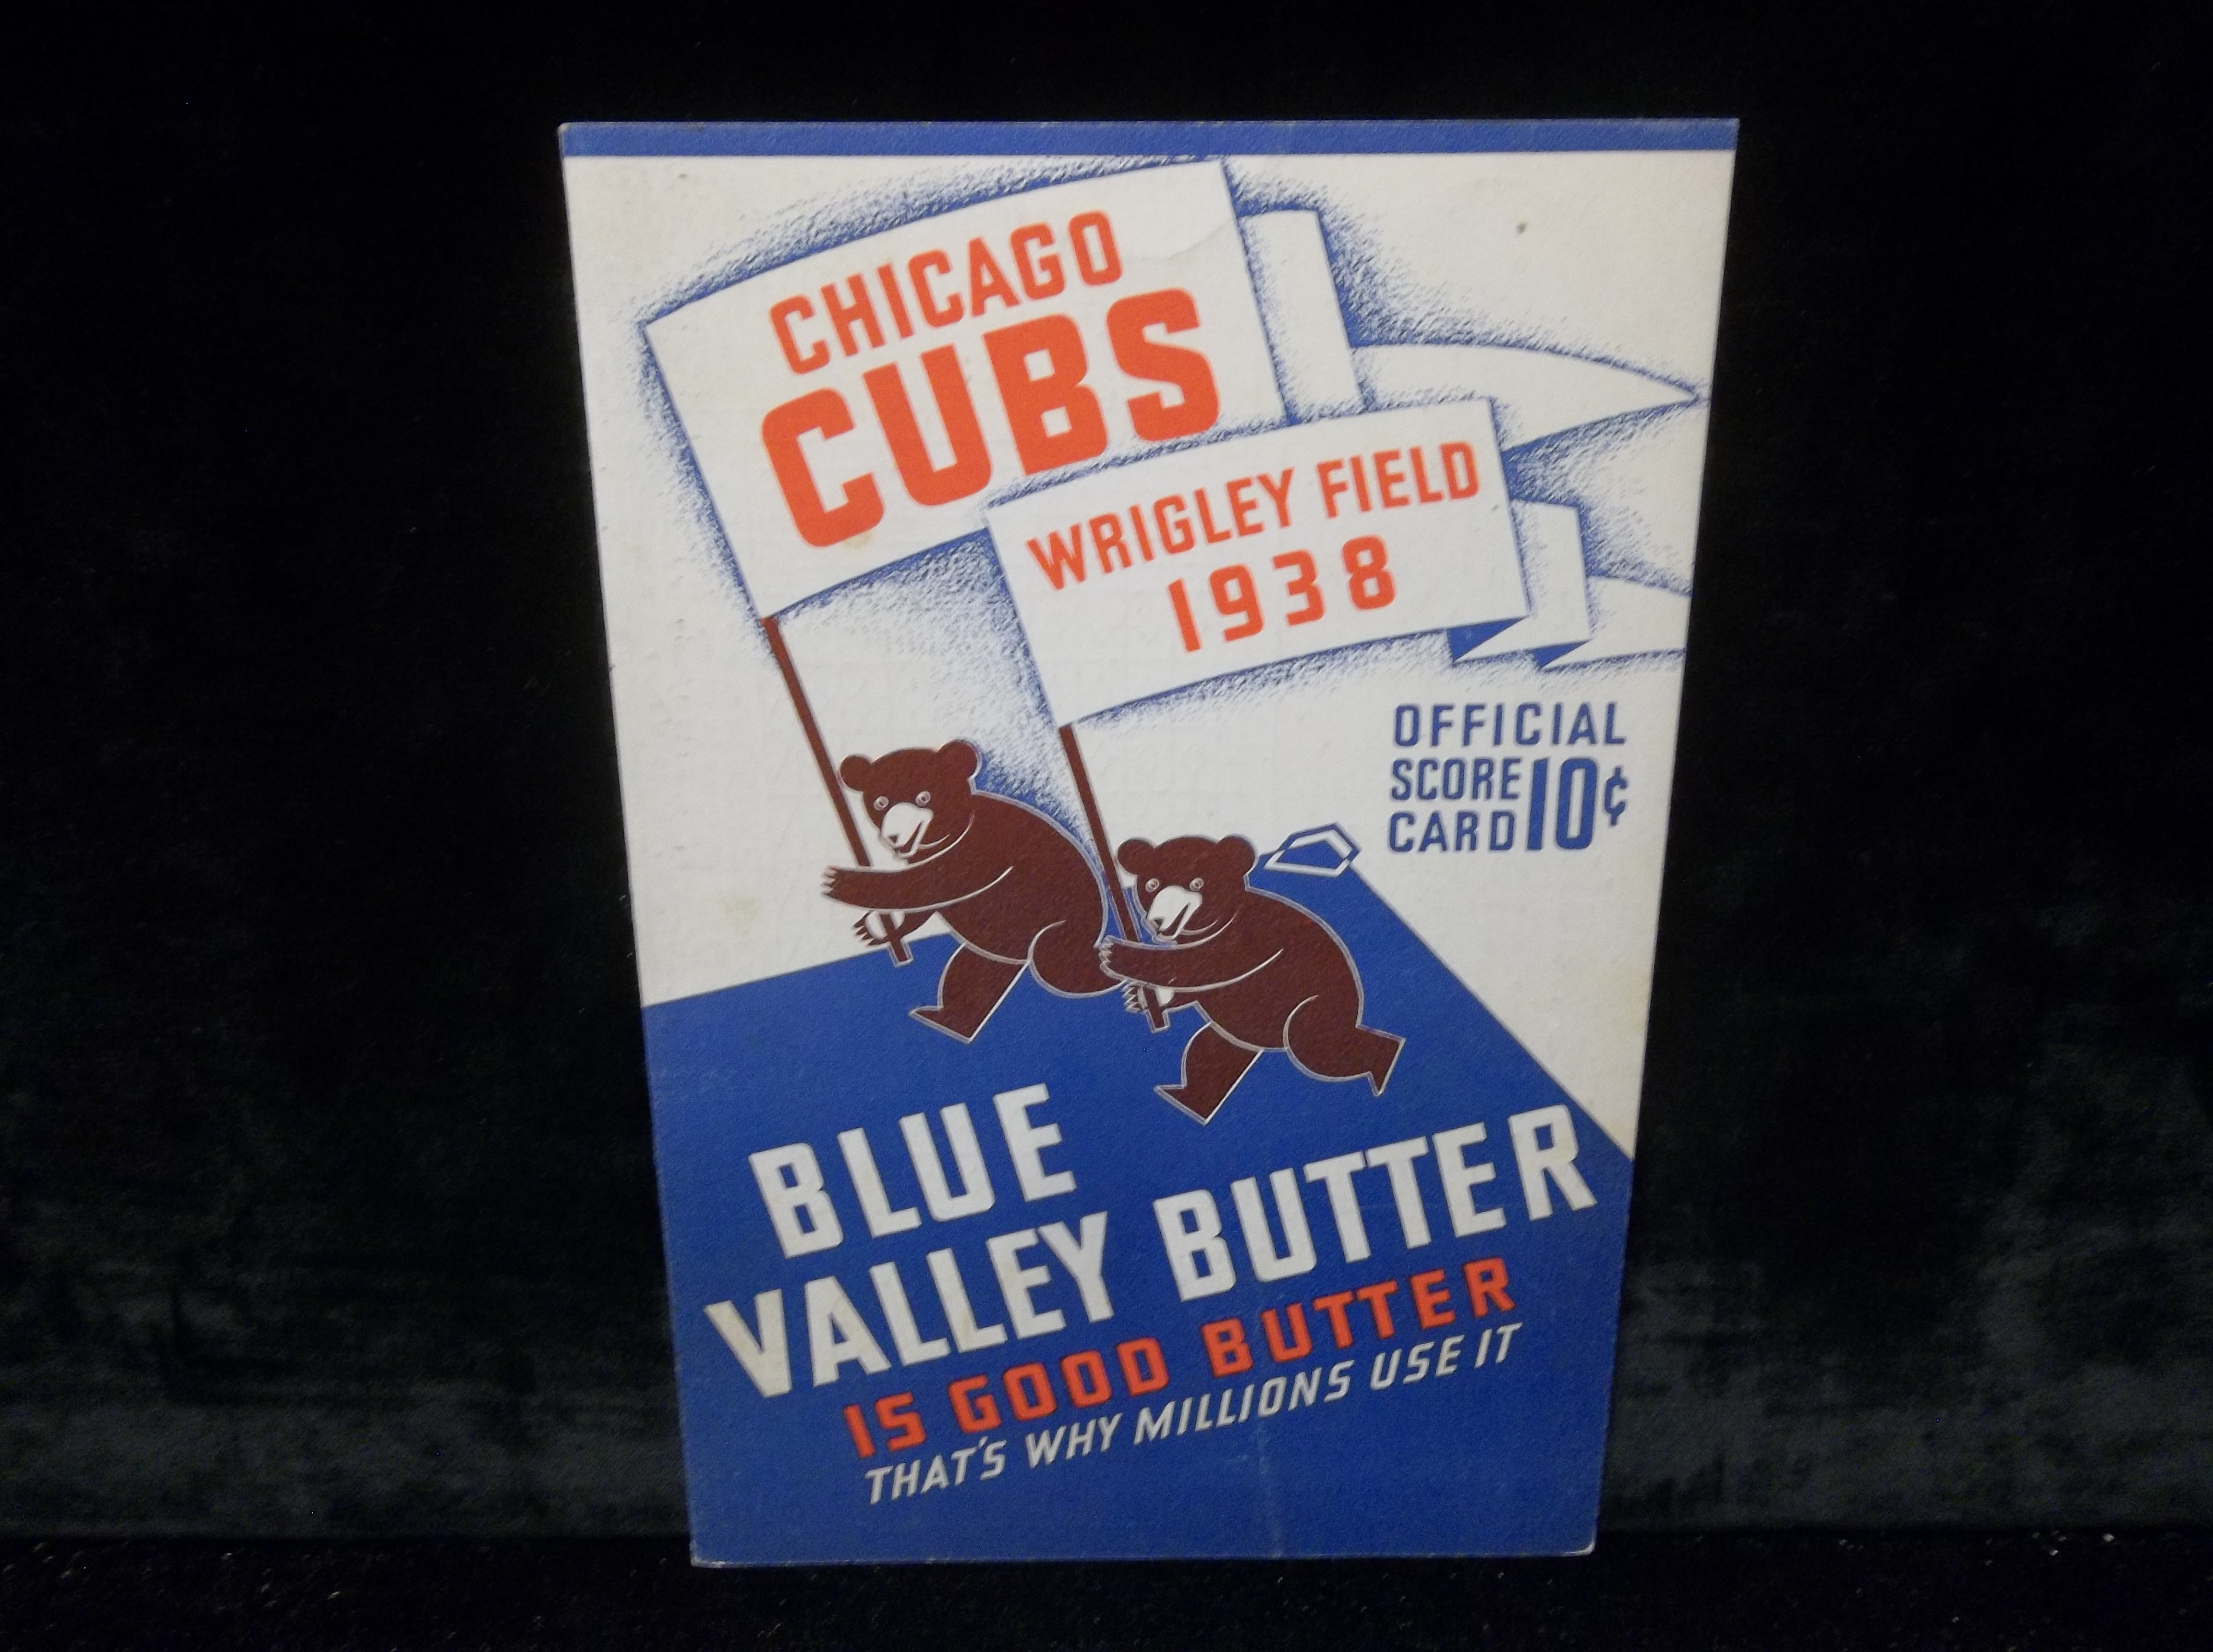 CHICAGO
CUBS
WRIGLEY FIELD
1938
OFFICIAL
SCORE
CARD 10¢
BLUE
VALLEY BUTTER
IS GOOD BUTTER
THAT'S WHY MILLIONS USE IT